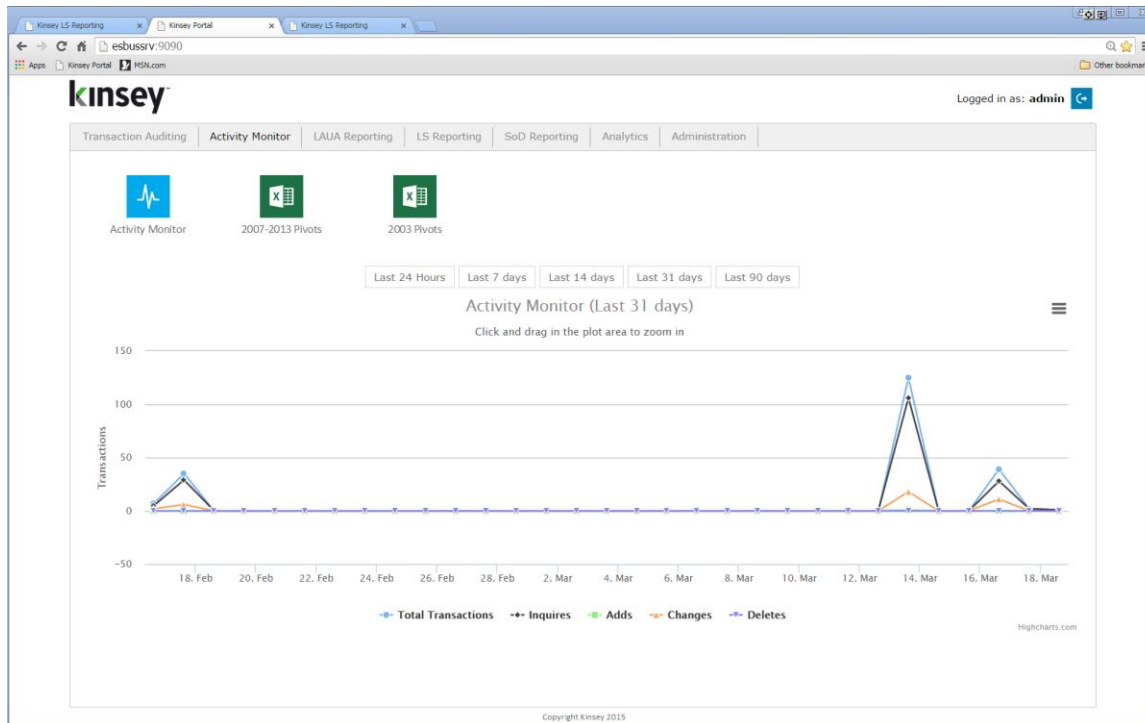 Kinsey LS Reporting
Kinsey Portal
Kinsey LS Reporting
esbussrv:9090
Apps
Kinsey Portal
MSN.com
Other bookmar
kinsey
Logged in as: admin
Transaction Auditing
Activity Monitor
LAUA Reporting
LS Reporting
SoD Reporting
Analytics
Administration
Activity Monitor
2007-2013 Pivots
2003 Pivots
Last 24 Hours
Last 7 days
Last 14 days
Last 31 days
Last 90 days
Activity Monitor (Last 31 days)
Click and drag in the plot area to zoom in
Transactions
150
100
50
0
-50
18. Feb
20. Feb
22. Feb
24. Feb
26. Feb
28. Feb
2. Mar
4. Mar
6. Mar
8. Mar
10. Mar
12. Mar
14. Mar
16. Mar
18. Mar
Total Transactions
Inquires
Adds
Changes
Deletes
Highcharts.com
Copyright Kinsey 2015